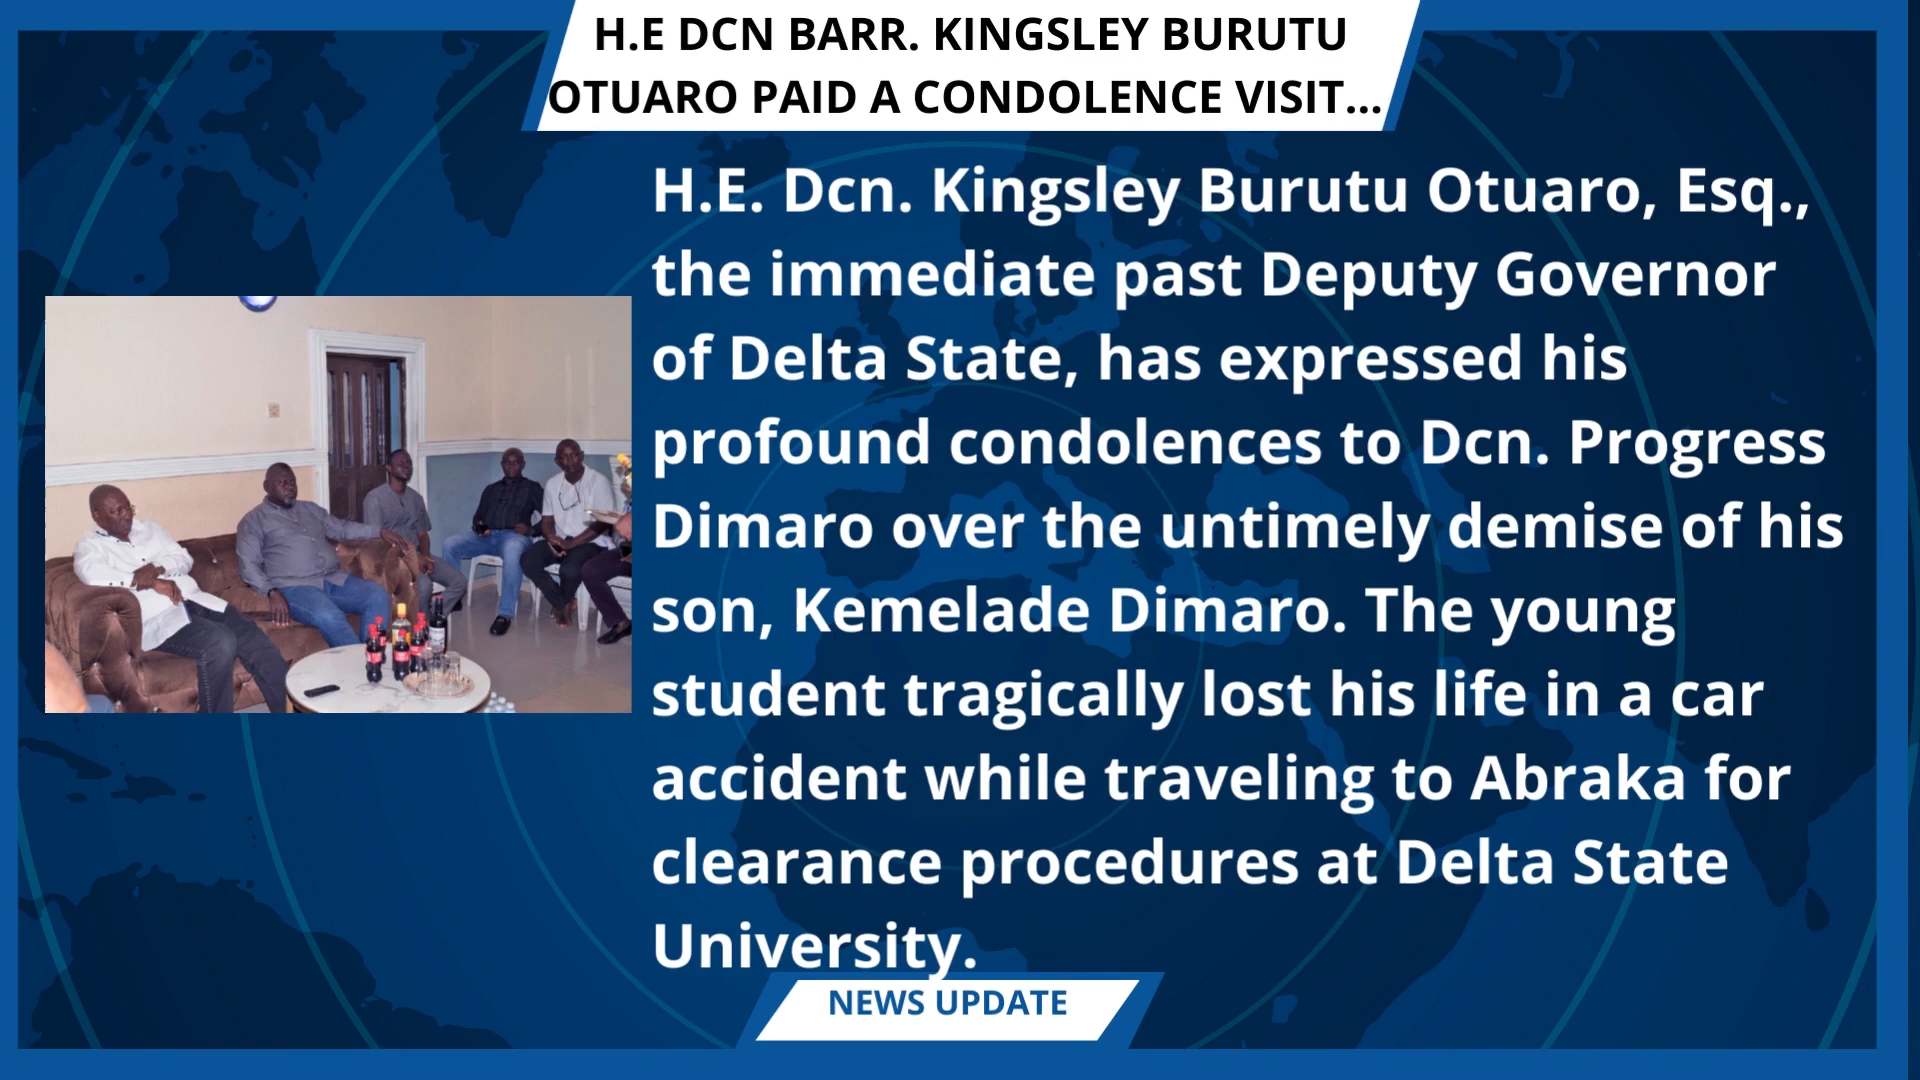 H.E DCN BARR. KINGSLEY BURUTU
OTUARO PAID A CONDOLENCE VISIT...
H.E. Dcn. Kingsley Burutu Otuaro, Esq.,
the immediate past Deputy Governor
of Delta State, has expressed his
profound condolences to Dcn. Progress
Dimaro over the untimely demise of his
son, Kemelade Dimaro. The young
student tragically lost his life in a car
accident while traveling to Abraka for
clearance procedures at Delta State
University.
NEWS UPDATE